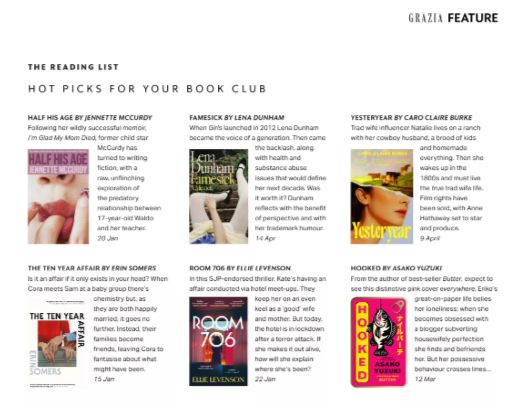 GRAZIA FEATURE
THE READING LIST
HOT PICKS FOR YOUR BOOK CLUB
HALF HIS AGE BY JENNETTE MCCURDY
Following her wildly successful memoir,
I'm Glad My Mom Died, former child star
McCurdy has
turned to writing
fiction, with a
raw, unflinching
exploration of
the predatory
relationship between
17-year-old Waldo
and her teacher.
20 Jan
HALF HIS AGE
JENNETTE MCCURDY
FAMESICK BY LENA DUNHAM
When Girls launched in 2012 Lena Dunham
became the voice of a generation. Then came
the backlash, along
with health and
substance abuse
issues that would define
her next decade. Was
it worth it? Dunham
reflects with the benefit
of perspective and with
her trademark humour.
14 Apr
Lena
Dunham
Famesick
YESTERYEAR BY CARO CLAIRE BURKE
Trad wife influencer Natalie lives on a ranch
with her cowboy husband, a brood of kids
and homemade
everything. Then she
wakes up in the
1800s and must live
the true trad wife life.
Film rights have
been sold, with Anne
Hathaway set to star
and produce.
9 April
CARO CLAIRE BURKE
Yesteryear
THE TEN YEAR AFFAIR BY ERIN SOMERS
Is it an affair if it only exists in your head? When
Cora meets Sam at a baby group there's
chemistry but, as
they are both happily
married, it goes no
further. Instead, their
families become
friends, leaving Cora to
fantasise about what
might have been.
15 Jan
THE TEN YEAR
AFFAIR
ERIN
SOMERS
ROOM 706 BY ELLIE LEVENSON
In this SJP-endorsed thriller, Kate's having an
affair conducted via hotel meet-ups. They
keep her on an even
keel as a 'good' wife
and mother. But today,
the hotel is in lockdown
after a terror attack. If
she makes it out alive,
how will she explain
where she's been?
22 Jan
ROOM
706
ELLIE LEVENSON
HOOKED BY ASAKO YUZUKI
From the author of best-seller Butter, expect to
see this distinctive pink cover everywhere. Eriko's
great-on-paper life belies
her loneliness; when she
becomes obsessed with
a blogger subverting
housewifely perfection
she finds and befriends
her. But her possessive
behaviour crosses lines...
12 Mar
HOOKED
ナイルパーチ
ASAKO
YUZUKI
BUTTER